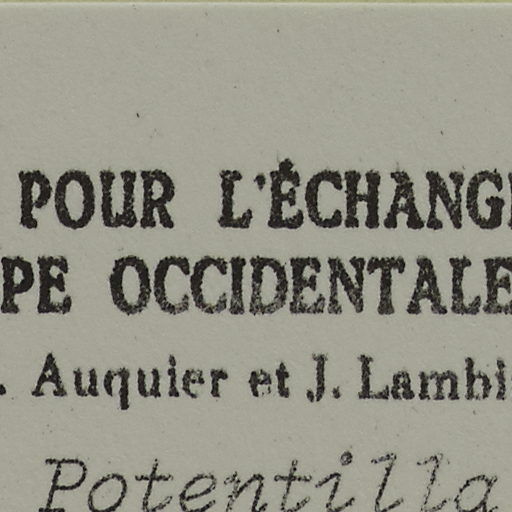 POUR L'ÉCHANG
PE OCCIDENTALE
. Auquier et J. Lambi
Potentilla